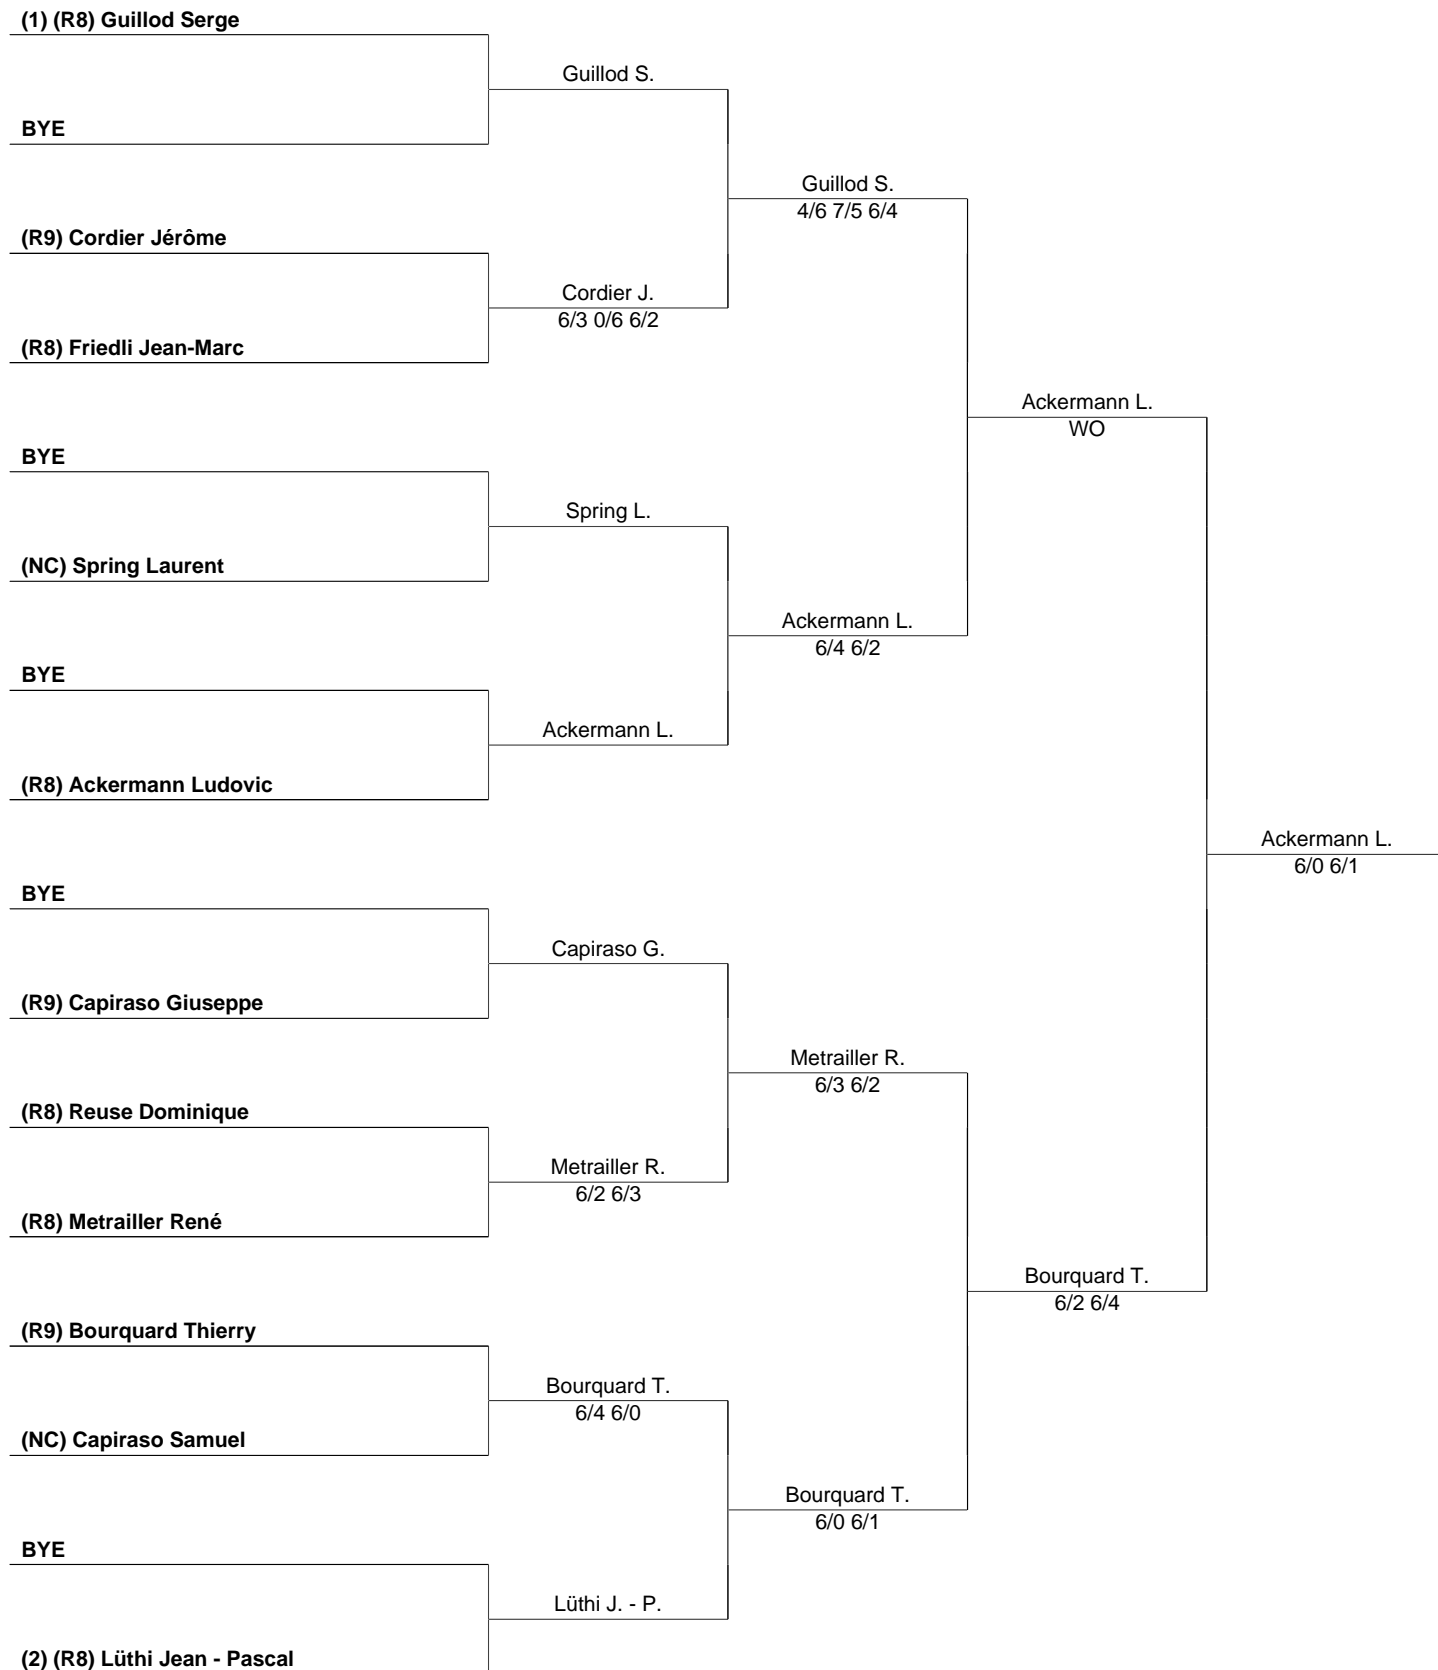 (1) (R8) Guillod Serge
Guillod S.
BYE
Guillod S.
4/6 7/5 6/4
(R9) Cordier Jérôme
Cordier J.
6/3 0/6 6/2
(R8) Friedli Jean-Marc
Ackermann L.
WO
BYE
Spring L.
(NC) Spring Laurent
Ackermann L.
6/4 6/2
BYE
Ackermann L.
(R8) Ackermann Ludovic
Ackermann L.
6/0 6/1
BYE
Capiraso G.
(R9) Capiraso Giuseppe
Metrailler R.
6/3 6/2
(R8) Reuse Dominique
Metrailler R.
6/2 6/3
(R8) Metrailler René
Bourquard T.
6/2 6/4
(R9) Bourquard Thierry
Bourquard T.
6/4 6/0
(NC) Capiraso Samuel
Bourquard T.
6/0 6/1
BYE
Lüthi J. - P.
(2) (R8) Lüthi Jean - Pascal